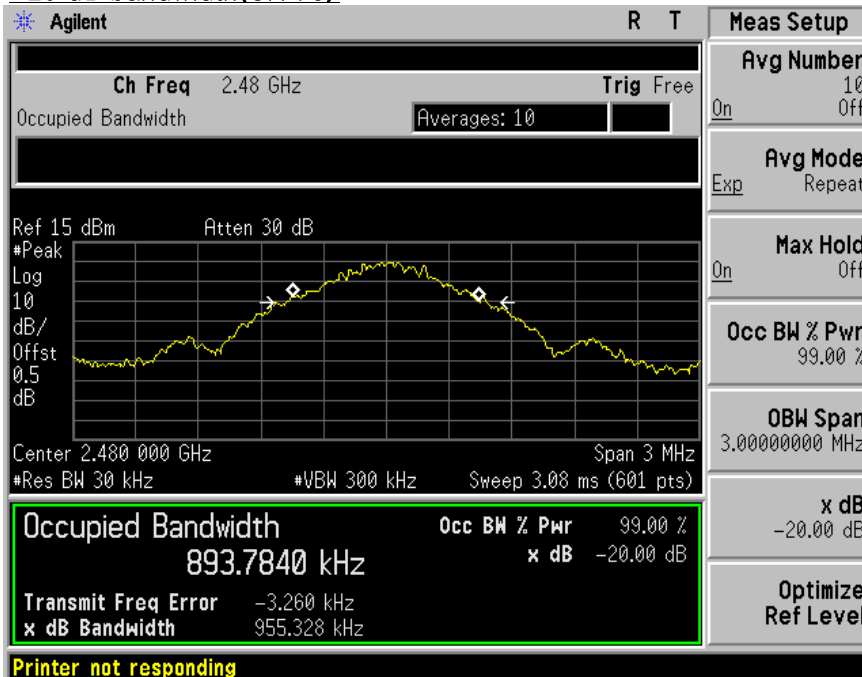 Agilent R T
Ch Freq 2.48 GHz Trig Free
Occupied Bandwidth Averages: 10
Ref 15 dBm Atten 30 dB
#Peak
Log
10
dB/
Offst
0.5
dB
Center 2.480 000 GHz Span 3 MHz
#Res BW 30 kHz #VBW 300 kHz Sweep 3.08 ms (601 pts)
Occupied Bandwidth Occ BW % Pwr 99.00 %
893.7840 kHz x dB -20.00 dB
Transmit Freq Error -3.260 kHz
x dB Bandwidth 955.328 kHz
Printer not responding
Meas Setup
Avg Number
10
On Off
Avg Mode
Exp Repeat
Max Hold
On Off
Occ BW % Pwr
99.00 %
OBW Span
3.00000000 MHz
x dB
-20.00 dB
Optimize
Ref Level